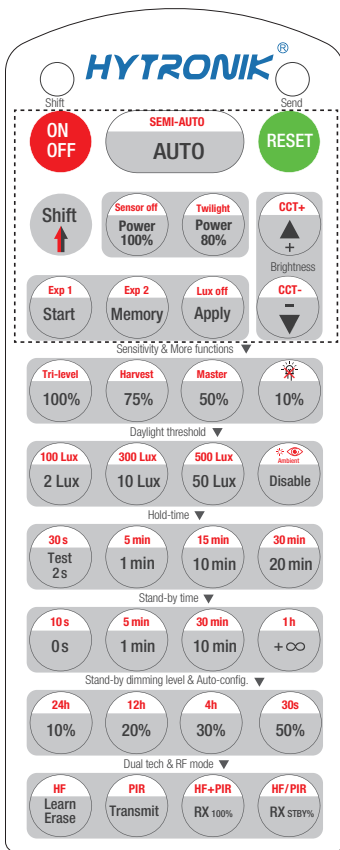 HYTRONIK®
Shift
Send
ON
OFF
SEMI-AUTO
AUTO
RESET
Shift
Sensor off
Power
100%
Twilight
Power
80%
CCT+
+
Brightness
Exp 1
Start
Exp 2
Memory
Lux off
Apply
CCT-
-
Sensitivity & More functions ▼
Tri-level
100%
Harvest
75%
Master
50%
10%
Daylight threshold ▼
100 Lux
2 Lux
300 Lux
10 Lux
500 Lux
50 Lux
Ambient
Disable
Hold-time ▼
30s
Test
2s
5 min
1 min
15 min
10 min
30 min
20 min
Stand-by time ▼
10s
0s
5 min
1 min
30 min
10 min
1h
+∞
Stand-by dimming level & Auto-config. ▼
24h
10%
12h
20%
4h
30%
30s
50%
Dual tech & RF mode ▼
HF
Learn
Erase
PIR
Transmit
HF+PIR
RX 100%
HF/PIR
RX STBY%